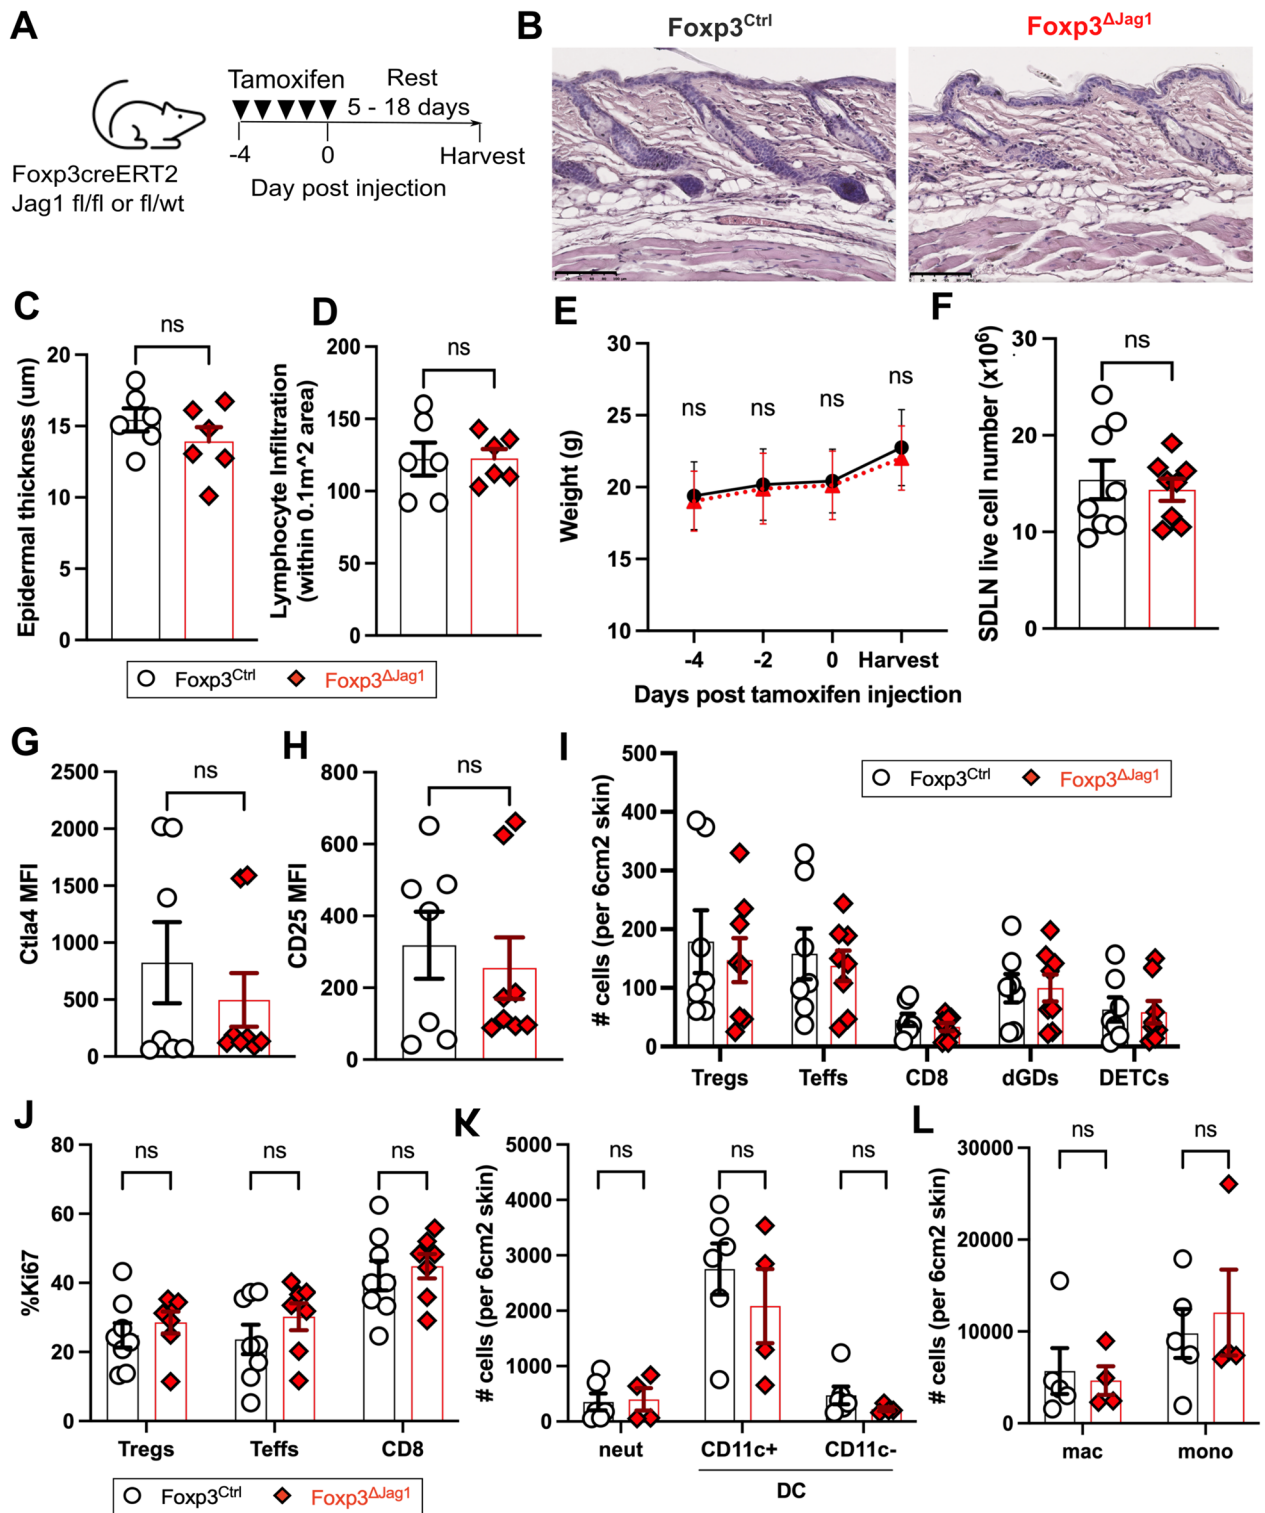 A
Tamoxifen
Rest
5 - 18 days
-4
0
Harvest
Day post injection
Foxp3creERT2
Jag1 fl/fl or fl/wt
B
Foxp3Ctrl
Foxp3ΔJag1
C
ns
Epidermal thickness (um)
20
15
10
5
0
D
ns
Lymphocyte Infiltration
(within 0.1m^2 area)
200
150
100
50
0
Foxp3Ctrl
Foxp3ΔJag1
E
Weight (g)
30
25
20
15
10
ns
ns
ns
ns
-4
-2
0
Harvest
Days post tamoxifen injection
F
ns
SDLN live cell number (x106)
30
20
10
0
G
ns
Ctla4 MFI
2500
2000
1500
1000
500
0
H
ns
CD25 MFI
800
600
400
200
0
I
# cells (per 6cm2 skin)
500
400
300
200
100
0
Foxp3Ctrl
Foxp3ΔJag1
Tregs
Teffs
CD8
dGDs
DETCs
J
%Ki67
80
60
40
20
0
ns
ns
ns
Tregs
Teffs
CD8
Foxp3Ctrl
Foxp3ΔJag1
K
# cells (per 6cm2 skin)
5000
4000
3000
2000
1000
0
ns
ns
ns
neut
CD11c+
CD11c-
DC
L
# cells (per 6cm2 skin)
30000
20000
10000
0
ns
ns
mac
mono